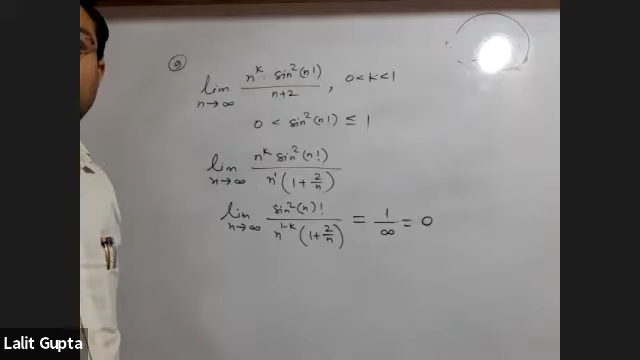 Q
lim n→∞ n^k · sin²(n!) / n+2 , 0<k<1
0 < sin²(n!) ≤ 1
lim n→∞ n^k sin²(n!) / n¹ (1 + 2/n)
lim n→∞ sin²(n)! / n^1-k (1 + 2/n) = 1/∞ = 0
Lalit Gupta